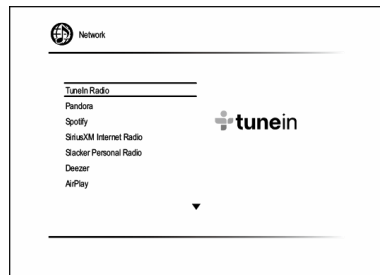 Network
TuneIn Radio
Pandora
Spotify
SiriusXM Internet Radio
Slacker Personal Radio
Deezer
AirPlay
tunein